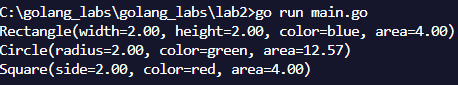 C:\golang_labs\golang_labs\lab2>go run main.go
Rectangle(width=2.00, height=2.00, color=blue, area=4.00)
Circle(radius=2.00, color=green, area=12.57)
Square(side=2.00, color=red, area=4.00)